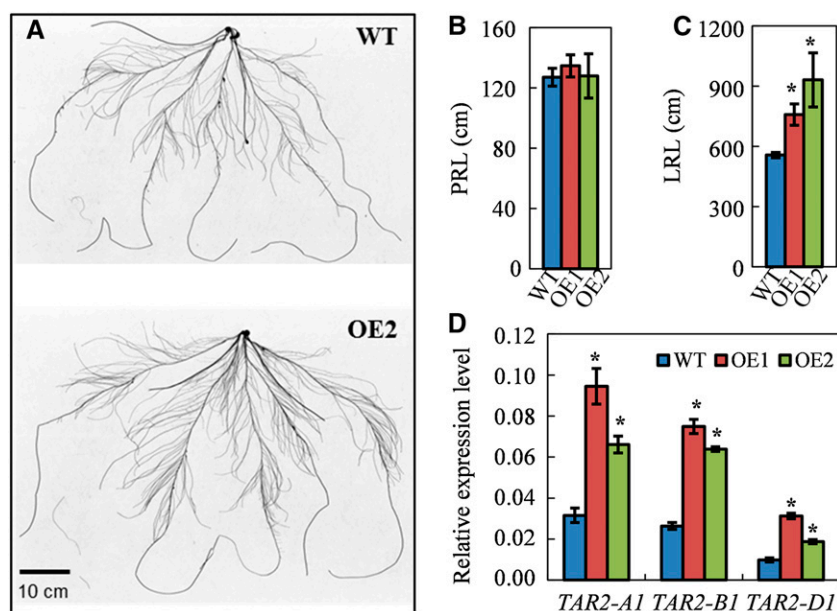 A
WT
OE2
10 cm
B
PRL (cm)
160
120
80
40
0
WT
OE1
OE2
C
LRL (cm)
1200
900
600
300
0
WT
OE1
OE2
* *
D
Relative expression level
0.12
0.10
0.08
0.06
0.04
0.02
0.00
WT OE1 OE2
* * * * * *
TAR2-A1 TAR2-B1 TAR2-D1